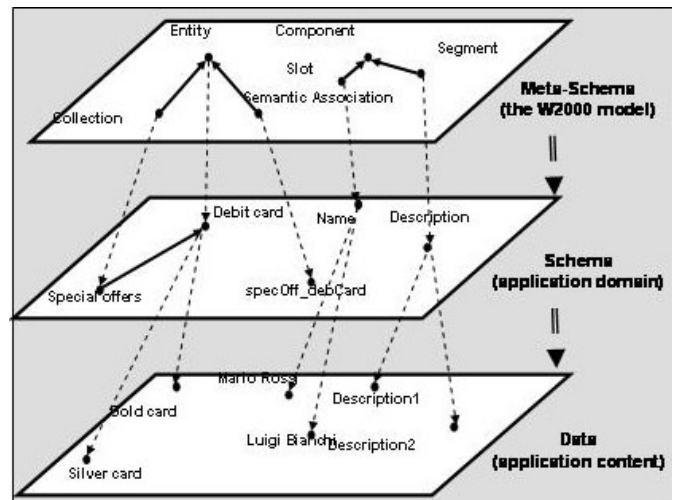 Entity
Component
Segment
Slot
Semantic Association
Collection
Meta-Schema
(the W2000 model)
Debit card
Name
Description
Special offers
specOff_debCard
Schema
(application domain)
Mario Rossi
Gold card
Description1
Luigi Bianchi
Description2
Silver card
Data
(application content)